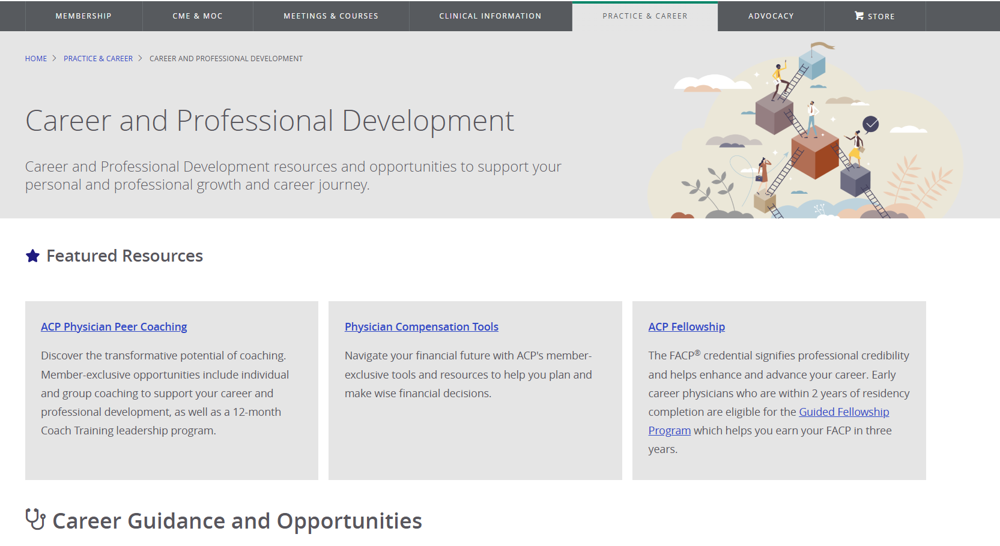 MEMBERSHIP CME & MOC MEETINGS & COURSES CLINICAL INFORMATION PRACTICE & CAREER ADVOCACY STORE
HOME > PRACTICE & CAREER > CAREER AND PROFESSIONAL DEVELOPMENT
Career and Professional Development
Career and Professional Development resources and opportunities to support your
personal and professional growth and career journey.
Featured Resources
ACP Physician Peer Coaching
Discover the transformative potential of coaching.
Member-exclusive opportunities include individual
and group coaching to support your career and
professional development, as well as a 12-month
Coach Training leadership program.
Physician Compensation Tools
Navigate your financial future with ACP's member-
exclusive tools and resources to help you plan and
make wise financial decisions.
ACP Fellowship
The FACP® credential signifies professional credibility
and helps enhance and advance your career. Early
career physicians who are within 2 years of residency
completion are eligible for the Guided Fellowship
Program which helps you earn your FACP in three
years.
Career Guidance and Opportunities